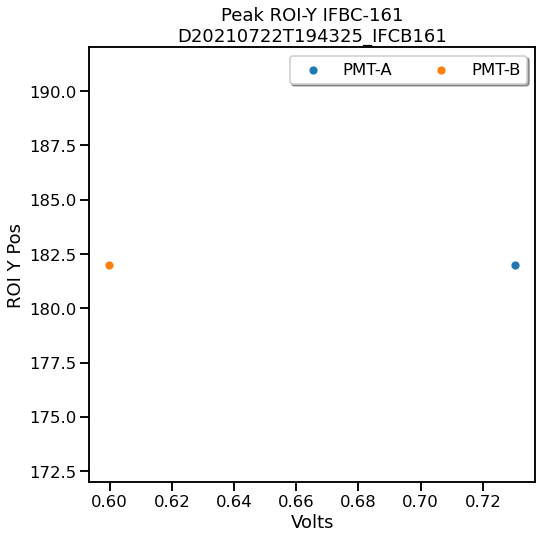 Peak ROI-Y IFBC-161
D20210722T194325_IFCB161
PMT-A PMT-B
190.0
187.5
185.0
182.5
180.0
177.5
175.0
172.5
ROI Y Pos
0.60 0.62 0.64 0.66 0.68 0.70 0.72
Volts